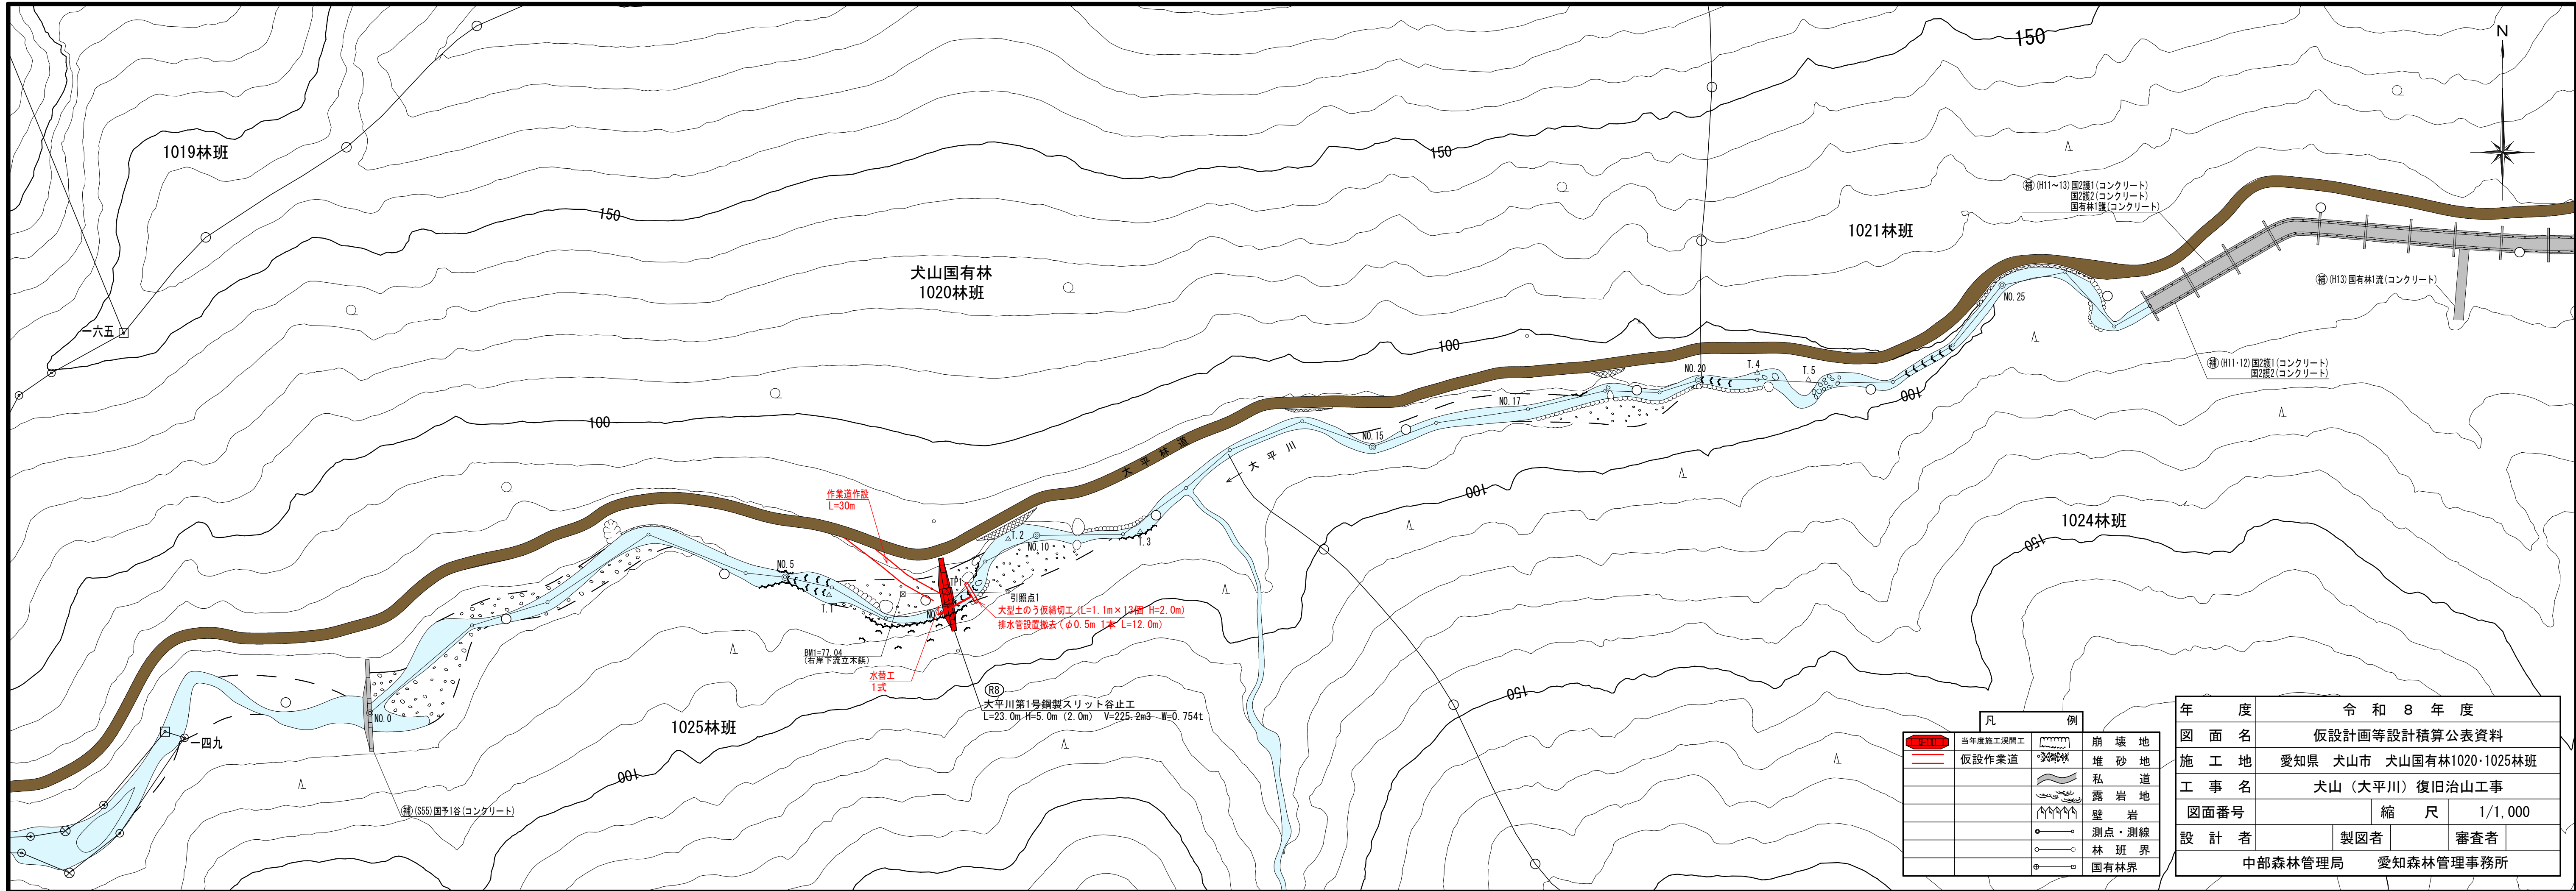 150
N
1019林班
150
150
補 (H11~13)国2護1(コンクリート)
国2護2(コンクリート)
国有林1護(コンクリート)
1021林班
犬山国有林
1020林班
補 (H13)国有林1流(コンクリート)
NO.25
一六五
100
補 (H11・12)国2護1(コンクリート)
国2護2(コンクリート)
NO.20
T.4
T.5
100
NO.17
100
NO.15
大平林道
大平川
作業道作設
L=30m
100
1024林班
150
T.2
NO.10
T.3
NO.5
TP1
T.1
引照点1
大型土のう仮締切工 (L=1.1m×13個 H=2.0m)
排水管設置撤去(φ0.5m 1本 L=12.0m)
BM1=77.04
(右岸下流立木鋲)
水替工
1式
R8
大平川第1号鋼製スリット谷止工
L=23.0m H=5.0m (2.0m) V=225.2m3 W=0.754t
150
NO.0
一四九
1025林班
100
補 (S55)国予1谷(コンクリート)
凡例
当年度施工渓間工 崩壊地
仮設作業道 堆砂地
私道
露岩地
壁岩
測点・測線
林班界
国有林界
年度 令和8年度
図面名 仮設計画等設計積算公表資料
施工地 愛知県 犬山市 犬山国有林1020・1025林班
工事名 犬山（大平川）復旧治山工事
図面番号 縮尺 1/1,000
設計者 製図者 審査者
中部森林管理局 愛知森林管理事務所